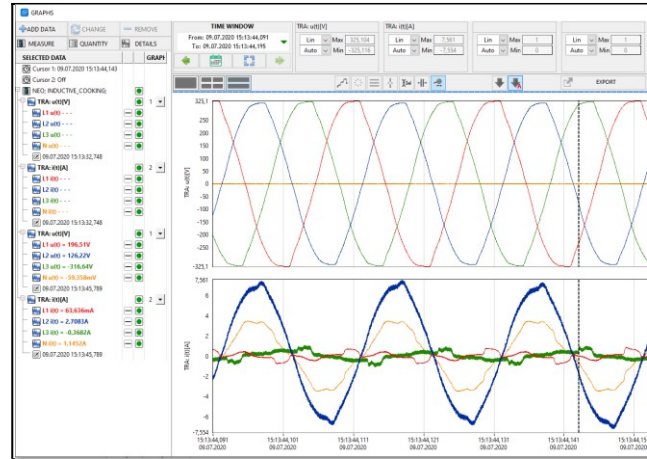 GRAPHS
ADD DATA
CHANGE
REMOVE
MEASURE
QUANTITY
DETAILS
SELECTED DATA
GRAPH
Cursor 1: 09.07.2020 15:13:44,143
Cursor 2: Off
NEO; INDUCTIVE_COOKING;
TRA: u(t)[V]
1
L1 u(t) - - -
L2 u(t) - - -
L3 u(t) - - -
N u(t) - - -
09.07.2020 15:13:32,748
TRA: i(t)[A]
2
L1 i(t) - - -
L2 i(t) - - -
L3 i(t) - - -
N i(t) - - -
09.07.2020 15:13:32,748
TRA: u(t)[V]
1
L1 u(t) = 196,51V
L2 u(t) = 126,22V
L3 u(t) = -316,64V
N u(t) = -59,358mV
09.07.2020 15:13:45,789
TRA: i(t)[A]
2
L1 i(t) = 63,636mA
L2 i(t) = 2,7083A
L3 i(t) = -0,3682A
N i(t) = 1,1452A
09.07.2020 15:13:45,789
TIME WINDOW
From: 09.07.2020 15:13:44,091
To: 09.07.2020 15:13:44,195
TRA: u(t)[V]
Lin
Max
325,104
Auto
Min
-325,116
TRA: i(t)[A]
Lin
Max
7,561
Auto
Min
-7,554
Lin
Max
1
Auto
Min
0
Lin
Max
1
Auto
Min
0
EXPORT
325,1
250
200
150
100
50
0
-50
-100
-150
-200
-250
-325,1
TRA: u(t)[V]
7,561
6
4
2
0
-2
-4
-6
-7,554
TRA: i(t)[A]
15:13:44,091
09.07.2020
15:13:44,101
09.07.2020
15:13:44,111
09.07.2020
15:13:44,121
09.07.2020
15:13:44,131
09.07.2020
15:13:44,141
09.07.2020